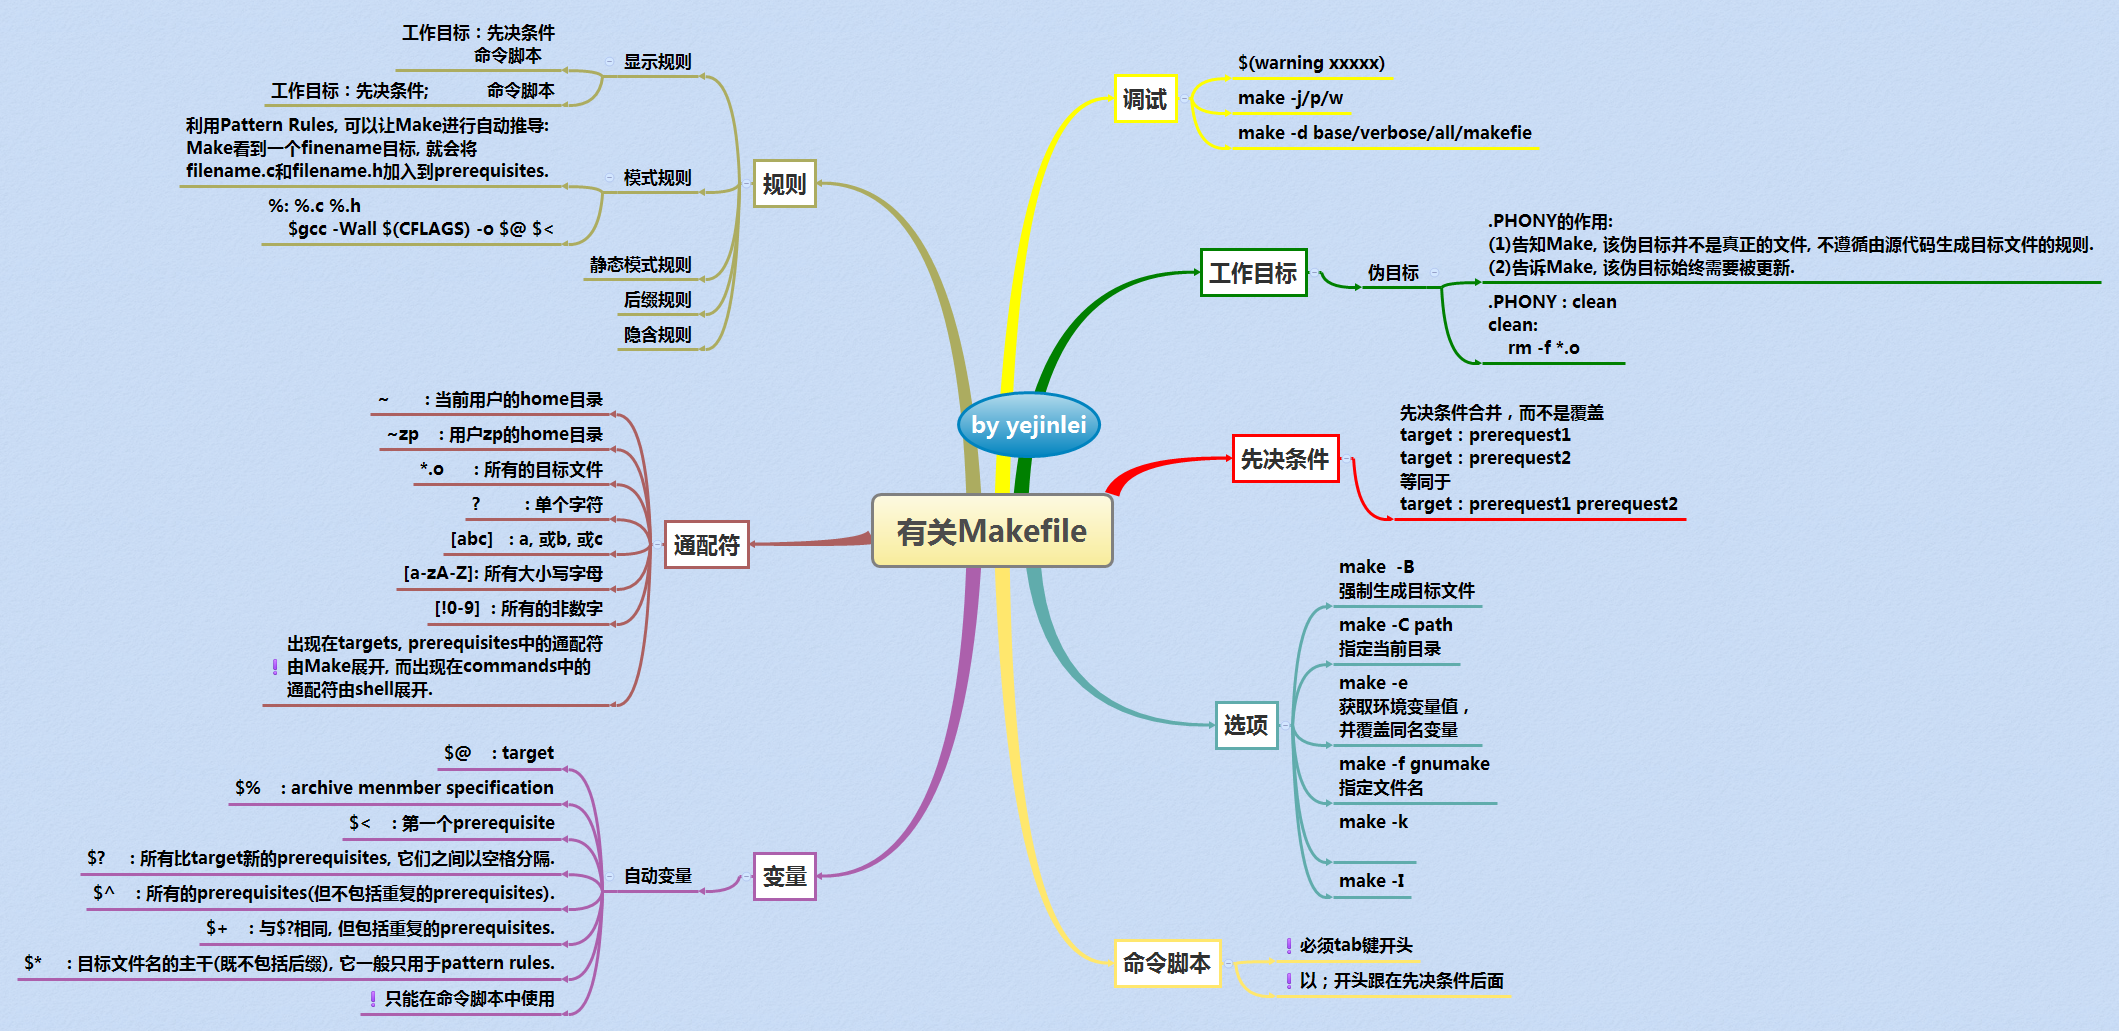 有关Makefile
by yejinlei
规则
显示规则
工作目标：先决条件
命令脚本
工作目标：先决条件; 命令脚本
模式规则
利用Pattern Rules, 可以让Make进行自动推导:
Make看到一个finename目标, 就会将
filename.c和filename.h加入到prerequisites.
%: %.c %.h
$gcc -Wall $(CFLAGS) -o $@ $<
静态模式规则
后缀规则
隐含规则
通配符
~ : 当前用户的home目录
~zp : 用户zp的home目录
*.o : 所有的目标文件
? : 单个字符
[abc] : a, 或b, 或c
[a-zA-Z]: 所有大小写字母
[!0-9] : 所有的非数字
出现在targets, prerequisites中的通配符
由Make展开, 而出现在commands中的
通配符由shell展开.
变量
自动变量
$@ : target
$% : archive menmber specification
$< : 第一个prerequisite
$? : 所有比target新的prerequisites, 它们之间以空格分隔.
$^ : 所有的prerequisites(但不包括重复的prerequisites).
$+ : 与$?相同, 但包括重复的prerequisites.
$* : 目标文件名的主干(既不包括后缀), 它一般只用于pattern rules.
只能在命令脚本中使用
调试
$(warning xxxxx)
make -j/p/w
make -d base/verbose/all/makefie
工作目标
伪目标
.PHONY的作用:
(1)告知Make, 该伪目标并不是真正的文件, 不遵循由源代码生成目标文件的规则.
(2)告诉Make, 该伪目标始终需要被更新.
.PHONY : clean
clean:
rm -f *.o
先决条件
先决条件合并，而不是覆盖
target：prerequest1
target：prerequest2
等同于
target：prerequest1 prerequest2
选项
make -B
强制生成目标文件
make -C path
指定当前目录
make -e
获取环境变量值，
并覆盖同名变量
make -f gnumake
指定文件名
make -k
make -I
命令脚本
必须tab键开头
以；开头跟在先决条件后面